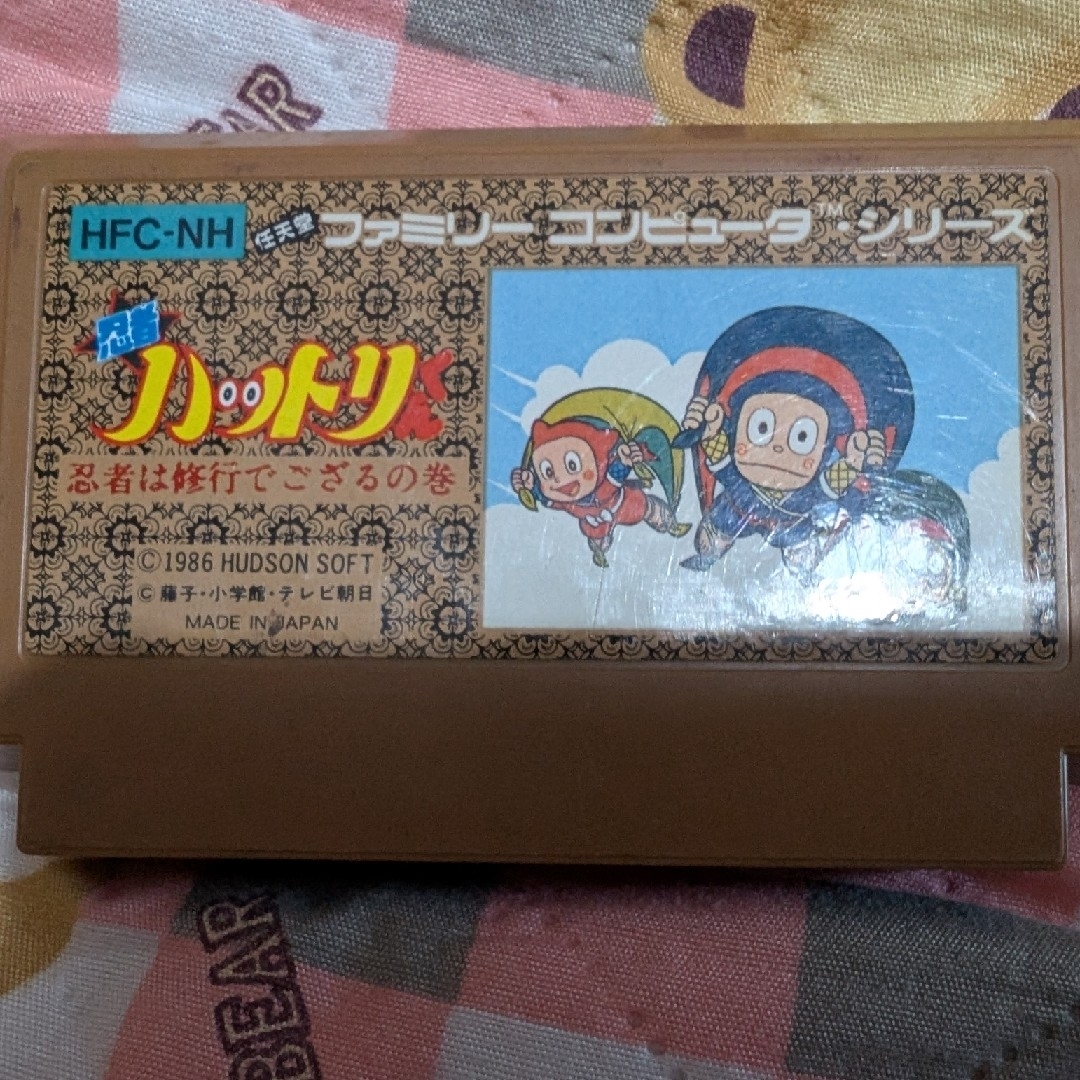 BEAR
HFC-NH
任天堂 ファミリー コンピュータ™・シリーズ
忍者
ハットリくん
忍者は修行でござるの巻
©1986 HUDSON SOFT
© 藤子・小学館・テレビ朝日
MADE IN JAPAN
BEAR